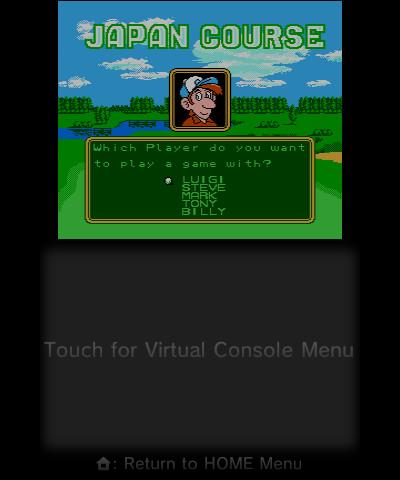 JAPAN COURSE
Which Player do you want
to play a game with?
LUIGI
STEVE
MARK
TONY
BILLY
Touch for Virtual Console Menu
: Return to HOME Menu